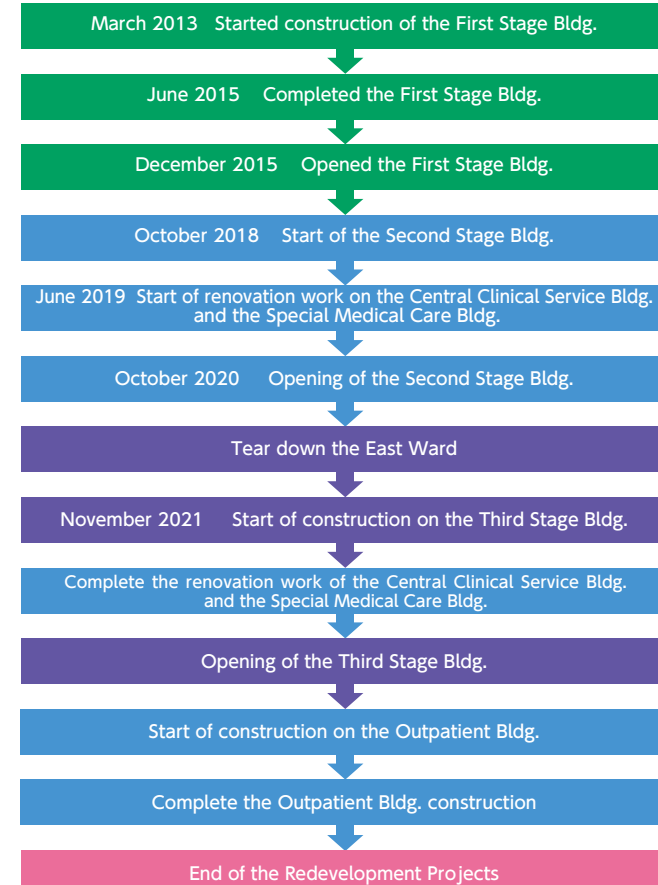 March 2013 Started construction of the First Stage Bldg.
June 2015 Completed the First Stage Bldg.
December 2015 Opened the First Stage Bldg.
October 2018 Start of the Second Stage Bldg.
June 2019 Start of renovation work on the Central Clinical Service Bldg.
and the Special Medical Care Bldg.
October 2020 Opening of the Second Stage Bldg.
Tear down the East Ward
November 2021 Start of construction on the Third Stage Bldg.
Complete the renovation work of the Central Clinical Service Bldg.
and the Special Medical Care Bldg.
Opening of the Third Stage Bldg.
Start of construction on the Outpatient Bldg.
Complete the Outpatient Bldg. construction
End of the Redevelopment Projects